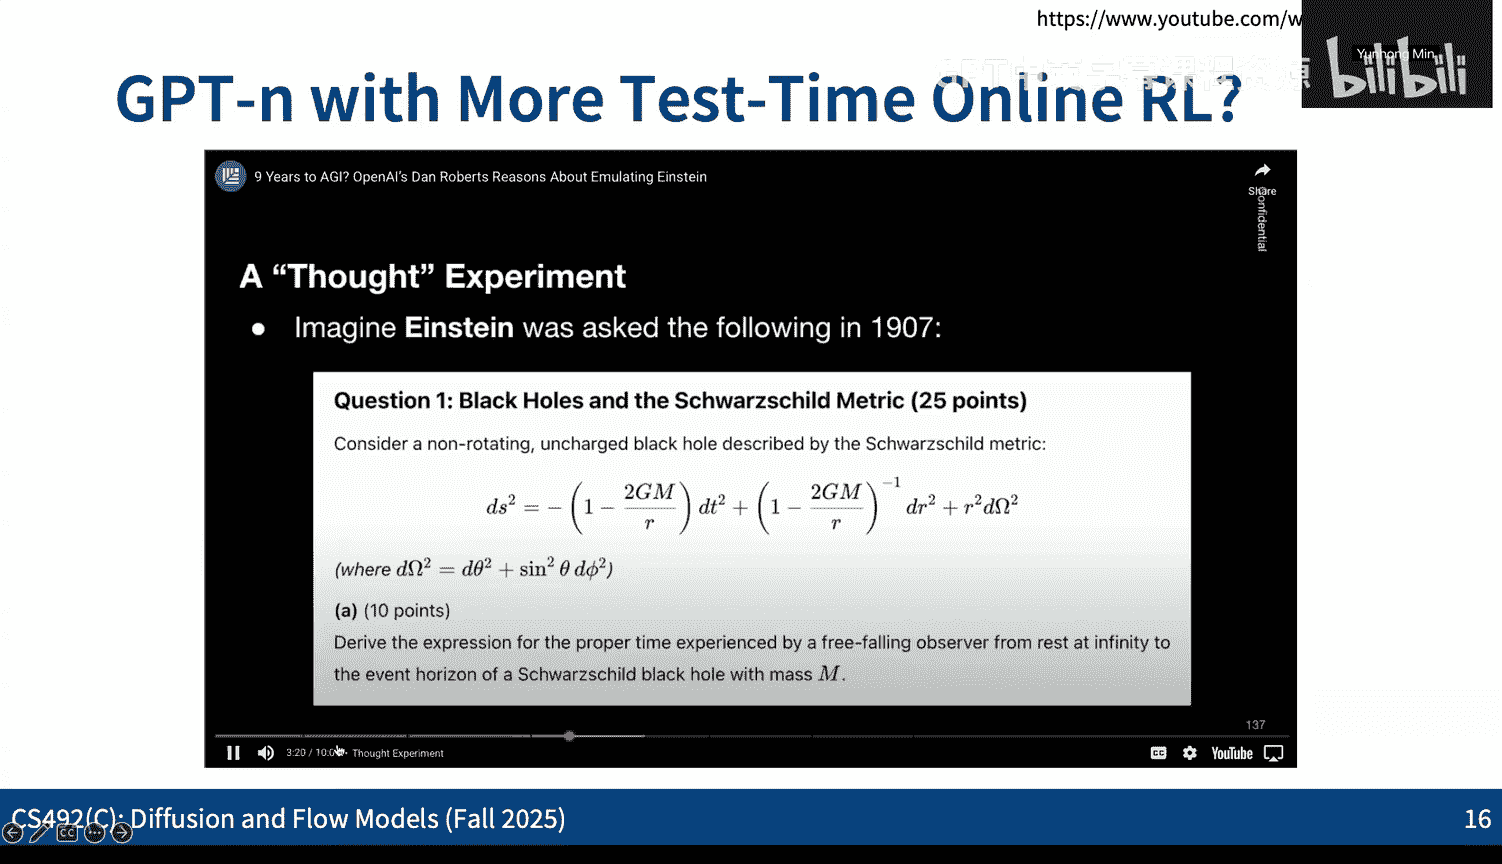 https://www.youtube.com/w
Yunhong Min
bilibili
GPT-n with More Test-Time Online RL?
9 Years to AGI? OpenAI's Dan Roberts Reasons About Emulating Einstein
Share
Confidential
A “Thought” Experiment
● Imagine Einstein was asked the following in 1907:
Question 1: Black Holes and the Schwarzschild Metric (25 points)
Consider a non-rotating, uncharged black hole described by the Schwarzschild metric:
ds² = −(1 − 2GM/r) dt² + (1 − 2GM/r)⁻¹ dr² + r²dΩ²
(where dΩ² = dθ² + sin² θ dϕ²)
(a) (10 points)
Derive the expression for the proper time experienced by a free-falling observer from rest at infinity to
the event horizon of a Schwarzschild black hole with mass M.
137
3:20 / 10:0 • Thought Experiment
CC
YouTube
CS492(C): Diffusion and Flow Models (Fall 2025)
CC
16